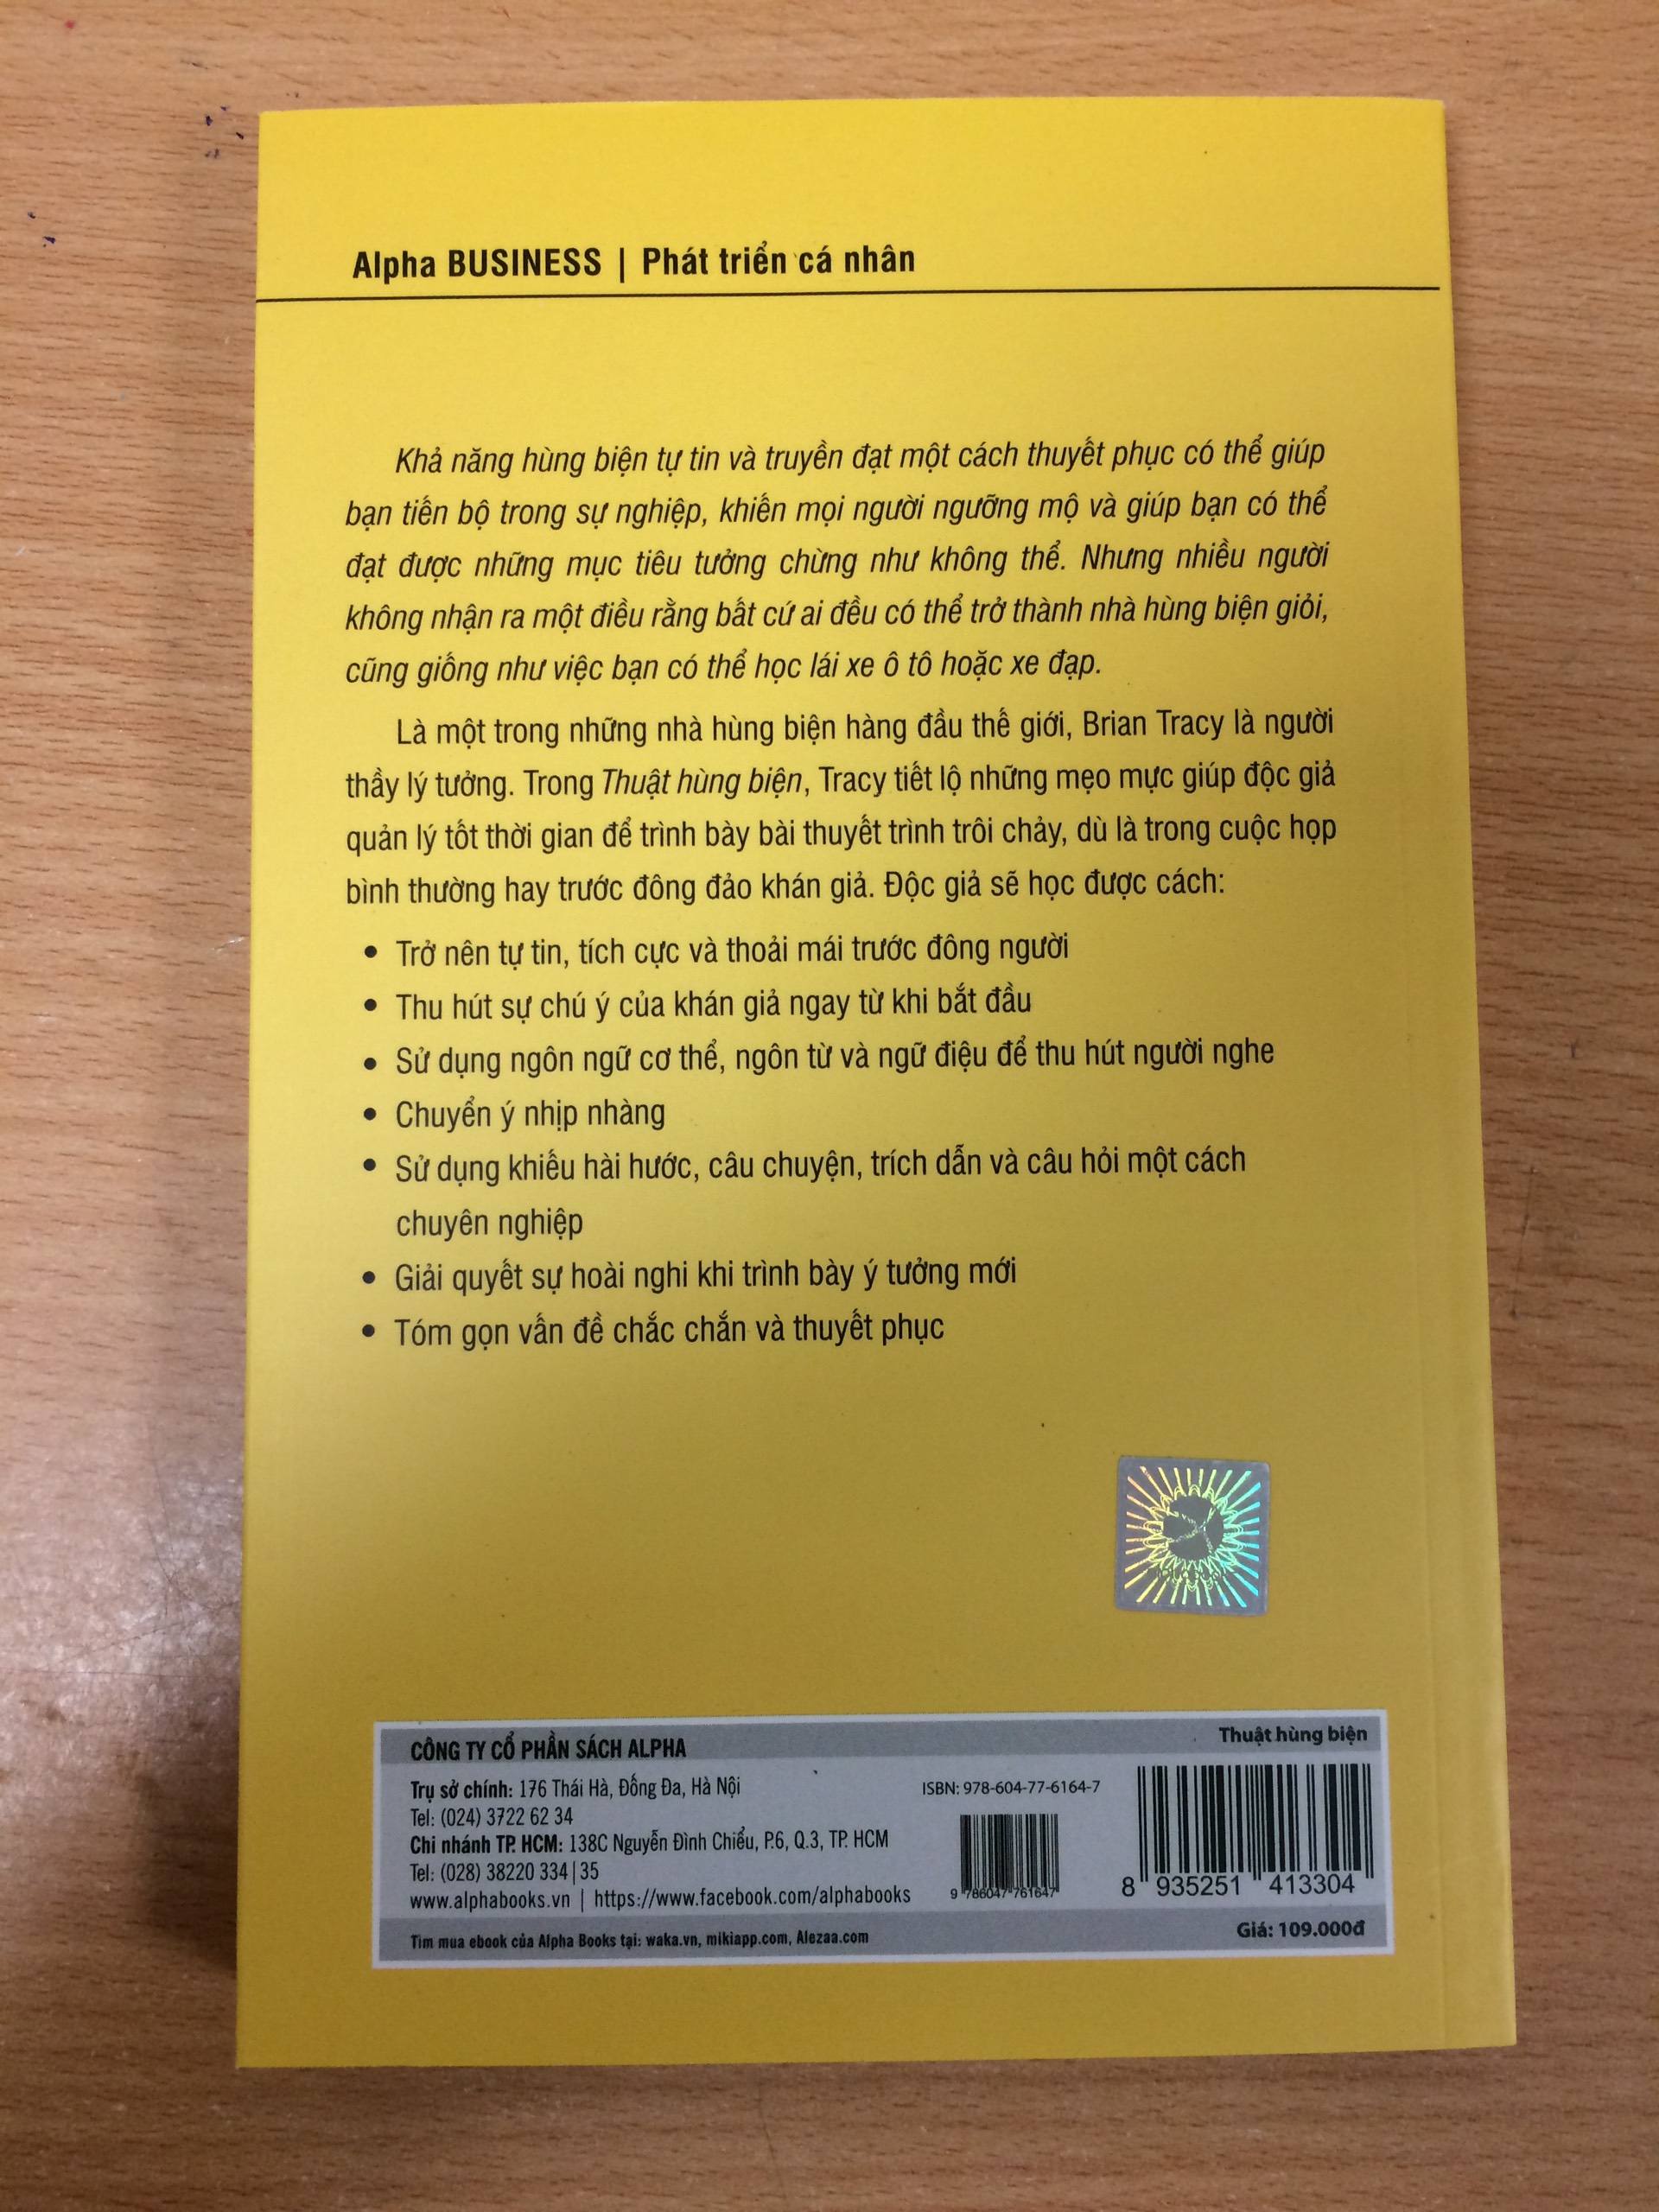 Alpha BUSINESS | Phát triển cá nhân
Khả năng hùng biện tự tin và truyền đạt một cách thuyết phục có thể giúp
bạn tiến bộ trong sự nghiệp, khiến mọi người ngưỡng mộ và giúp bạn có thể
đạt được những mục tiêu tưởng chừng như không thể. Nhưng nhiều người
không nhận ra một điều rằng bất cứ ai đều có thể trở thành nhà hùng biện giỏi,
cũng giống như việc bạn có thể học lái xe ô tô hoặc xe đạp.
Là một trong những nhà hùng biện hàng đầu thế giới, Brian Tracy là người
thầy lý tưởng. Trong Thuật hùng biện, Tracy tiết lộ những mẹo mực giúp độc giả
quản lý tốt thời gian để trình bày bài thuyết trình trôi chảy, dù là trong cuộc họp
bình thường hay trước đông đảo khán giả. Độc giả sẽ học được cách:
• Trở nên tự tin, tích cực và thoải mái trước đông người
• Thu hút sự chú ý của khán giả ngay từ khi bắt đầu
• Sử dụng ngôn ngữ cơ thể, ngôn từ và ngữ điệu để thu hút người nghe
• Chuyển ý nhịp nhàng
• Sử dụng khiếu hài hước, câu chuyện, trích dẫn và câu hỏi một cách
chuyên nghiệp
• Giải quyết sự hoài nghi khi trình bày ý tưởng mới
• Tóm gọn vấn đề chắc chắn và thuyết phục
CÔNG TY CỔ PHẦN SÁCH ALPHA
Trụ sở chính: 176 Thái Hà, Đống Đa, Hà Nội
Tel: (024) 3722 62 34
Chi nhánh TP. HCM: 138C Nguyễn Đình Chiểu, P.6, Q.3, TP. HCM
Tel: (028) 38220 334|35
www.alphabooks.vn | https://www.facebook.com/alphabooks
Tìm mua ebook của Alpha Books tại: waka.vn, mikiapp.com, Alezaa.com
Thuật hùng biện
ISBN: 978-604-77-6164-7
9 786047 761647
8 935251 413304
Giá: 109.000đ